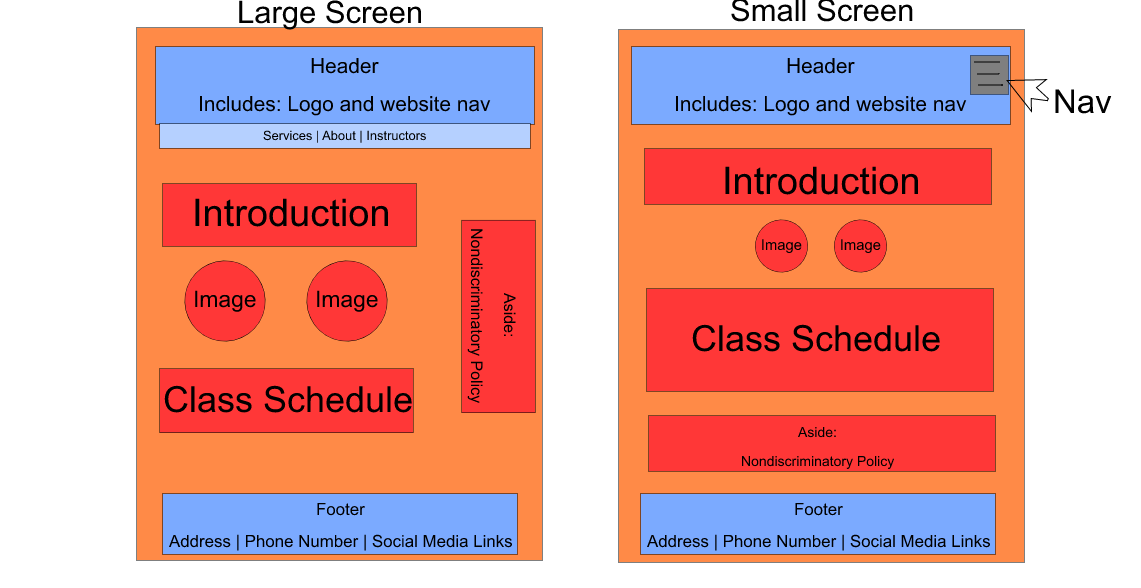 Large Screen
Header
Includes: Logo and website nav
Services | About | Instructors
Introduction
Image
Image
Aside:
Nondiscriminatory Policy
Class Schedule
Footer
Address | Phone Number | Social Media Links
Small Screen
Header
Includes: Logo and website nav
Nav
Introduction
Image
Image
Class Schedule
Aside:
Nondiscriminatory Policy
Footer
Address | Phone Number | Social Media Links